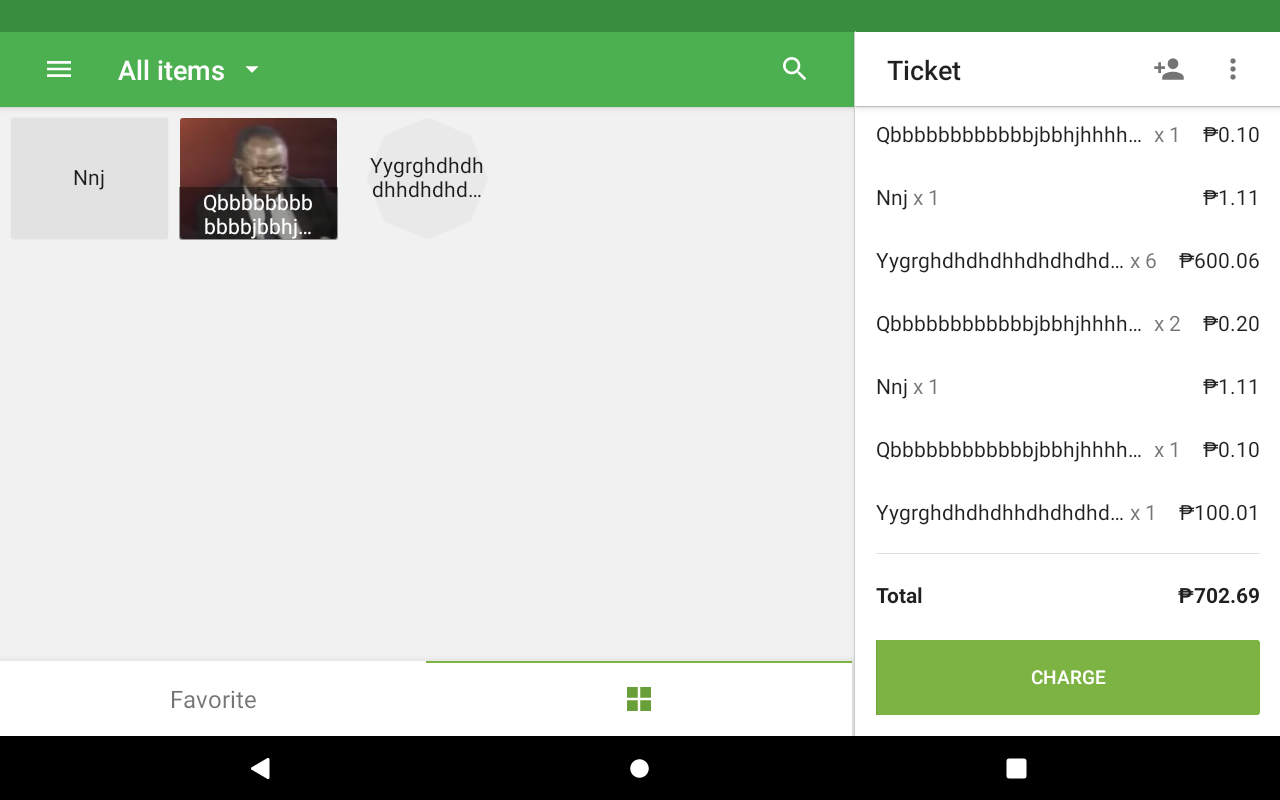 All items
Ticket
Nnj
Qbbbbbbbb
bbbbjbbhj...
Yygrghdhdh
dhhdhdhd...
Qbbbbbbbbbbbbjbbhjhhhh... x 1 ₱0.10
Nnj x 1 ₱1.11
Yygrghdhdhdhhdhdhdhd... x 6 ₱600.06
Qbbbbbbbbbbbbjbbhjhhhh... x 2 ₱0.20
Nnj x 1 ₱1.11
Qbbbbbbbbbbbbjbbhjhhhh... x 1 ₱0.10
Yygrghdhdhdhhdhdhdhd... x 1 ₱100.01
Total ₱702.69
CHARGE
Favorite